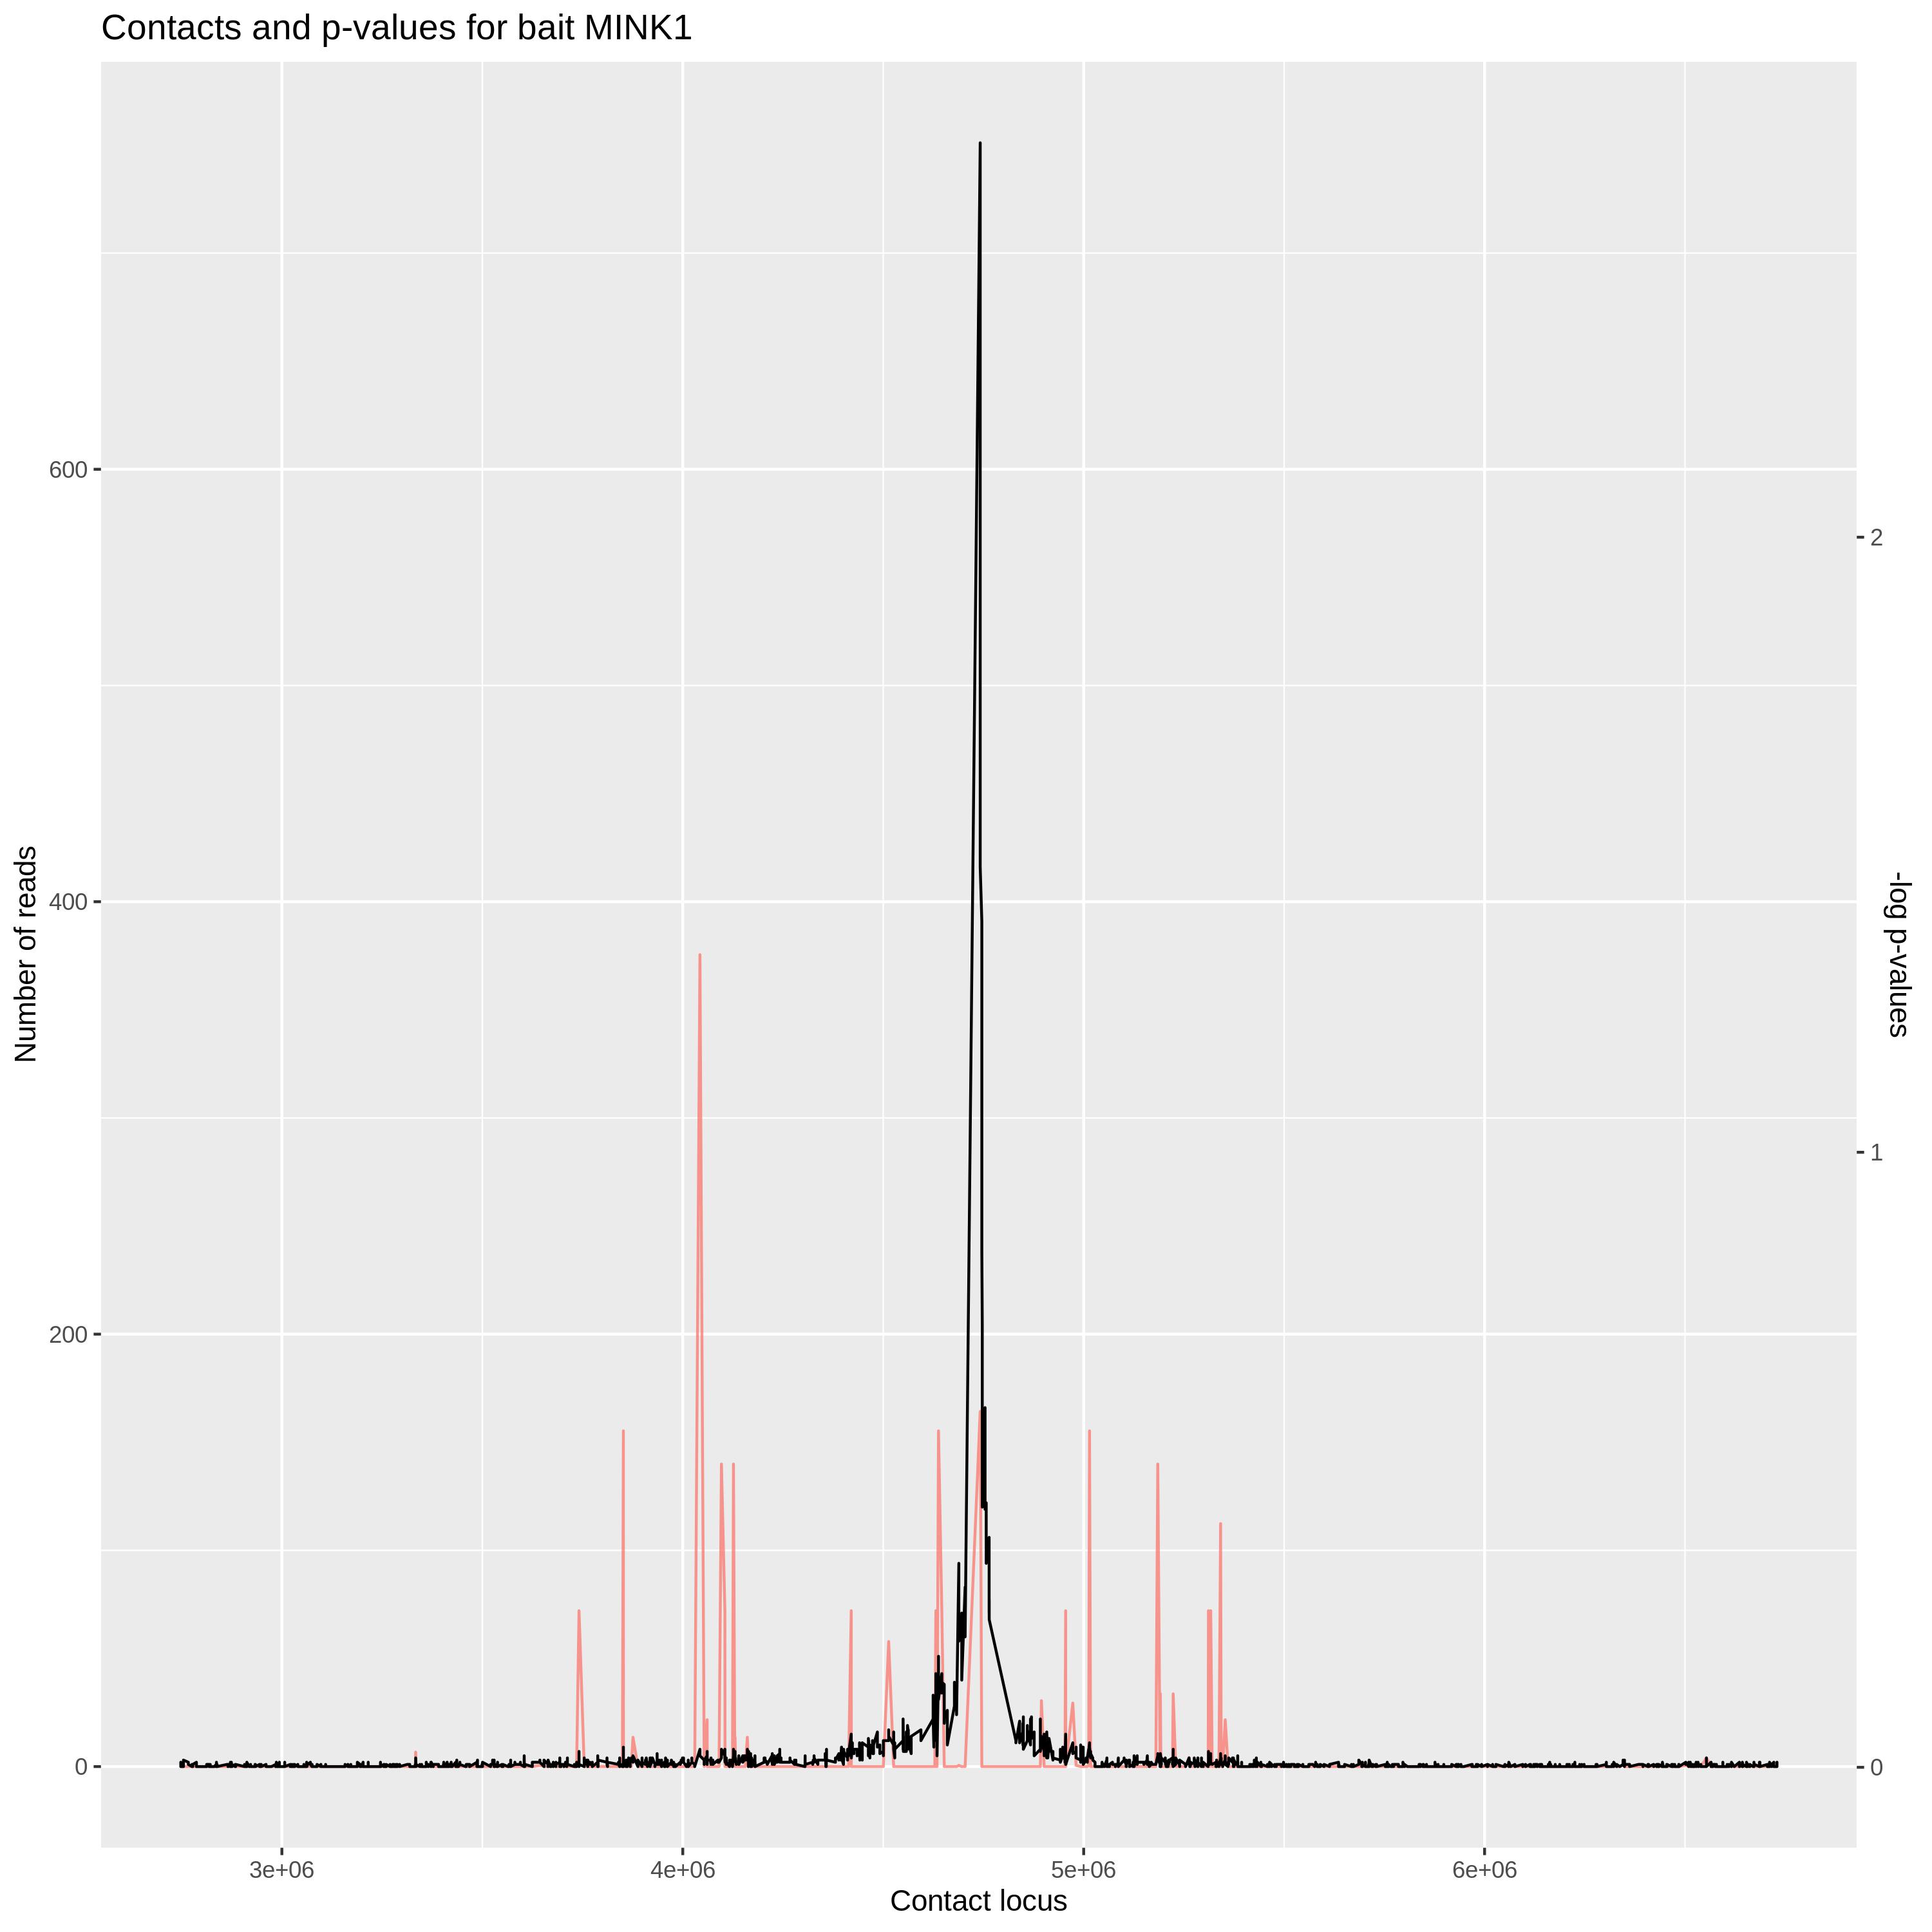 Contacts and p-values for bait MINK1
600
400
200
0
Number of reads
2
1
0
-log p-values
3e+06
4e+06
5e+06
6e+06
Contact locus